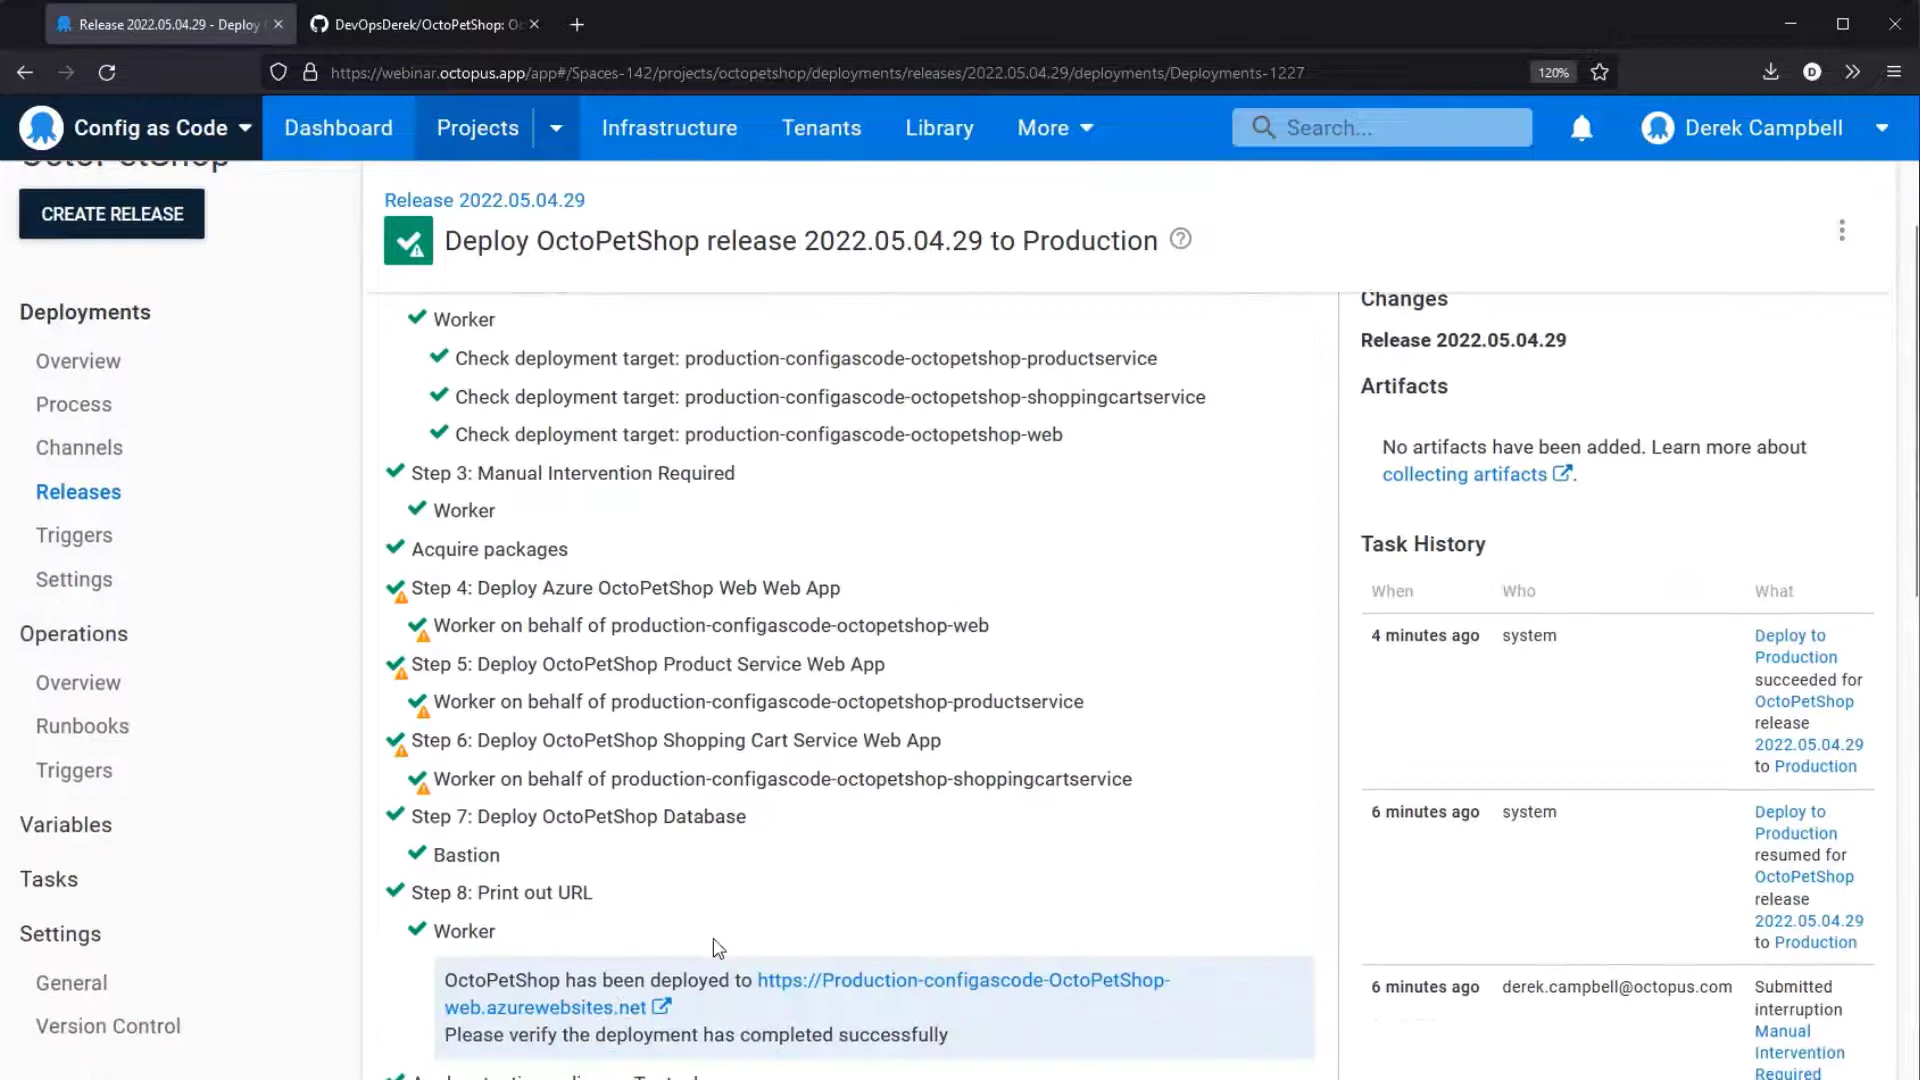 Release 2022.05.04.29 - Deploy
DevOpsDerek/OctoPetShop: Oc
https://webinar.octopus.app/app#/Spaces-142/projects/octopetshop/deployments/releases/2022.05.04.29/deployments/Deployments-1227
120%
D
Config as Code
Dashboard
Projects
Infrastructure
Tenants
Library
More
Search...
Derek Campbell
OctoPetShop
CREATE RELEASE
Deployments
Overview
Process
Channels
Releases
Triggers
Settings
Operations
Overview
Runbooks
Triggers
Variables
Tasks
Settings
General
Version Control
Release 2022.05.04.29
Deploy OctoPetShop release 2022.05.04.29 to Production
Worker
Check deployment target: production-configascode-octopetshop-productservice
Check deployment target: production-configascode-octopetshop-shoppingcartservice
Check deployment target: production-configascode-octopetshop-web
Step 3: Manual Intervention Required
Worker
Acquire packages
Step 4: Deploy Azure OctoPetShop Web Web App
Worker on behalf of production-configascode-octopetshop-web
Step 5: Deploy OctoPetShop Product Service Web App
Worker on behalf of production-configascode-octopetshop-productservice
Step 6: Deploy OctoPetShop Shopping Cart Service Web App
Worker on behalf of production-configascode-octopetshop-shoppingcartservice
Step 7: Deploy OctoPetShop Database
Bastion
Step 8: Print out URL
Worker
OctoPetShop has been deployed to https://Production-configascode-OctoPetShop-
web.azurewebsites.net
Please verify the deployment has completed successfully
Changes
Release 2022.05.04.29
Artifacts
No artifacts have been added. Learn more about
collecting artifacts.
Task History
When Who What
4 minutes ago system Deploy to
Production
succeeded for
OctoPetShop
release
2022.05.04.29
to Production
6 minutes ago system Deploy to
Production
resumed for
OctoPetShop
release
2022.05.04.29
to Production
6 minutes ago derek.campbell@octopus.com Submitted
interruption
Manual
Intervention
Required